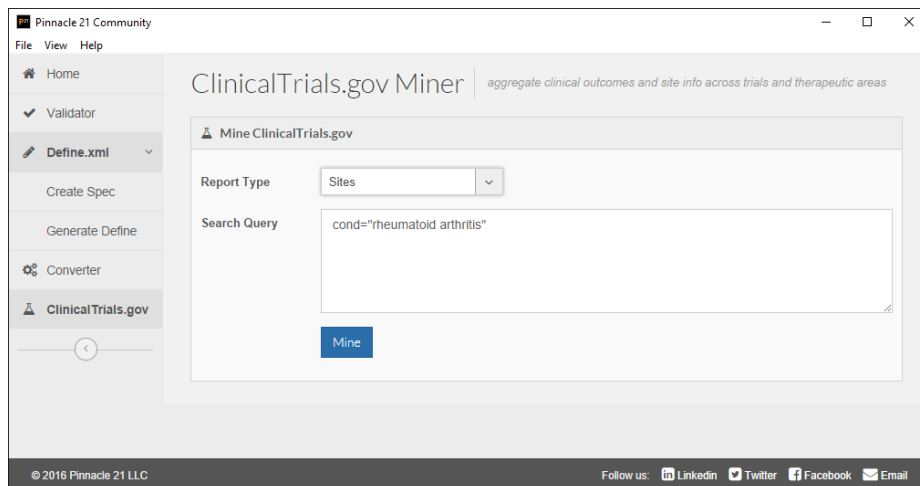 Pinnacle 21 Community
File View Help
Home
Validator
Define.xml
Create Spec
Generate Define
Converter
ClinicalTrials.gov
ClinicalTrials.gov Miner
aggregate clinical outcomes and site info across trials and therapeutic areas
Mine ClinicalTrials.gov
Report Type
Sites
Search Query
cond="rheumatoid arthritis"
Mine
© 2016 Pinnacle 21 LLC
Follow us: Linkedin Twitter Facebook Email